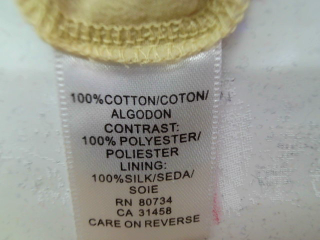 100%COTTON/COTON/
ALGODON
CONTRAST:
100% POLYESTER/
POLIESTER
LINING:
100%SILK/SEDA/
SOIE
RN 80734
CA 31458
CARE ON REVERSE